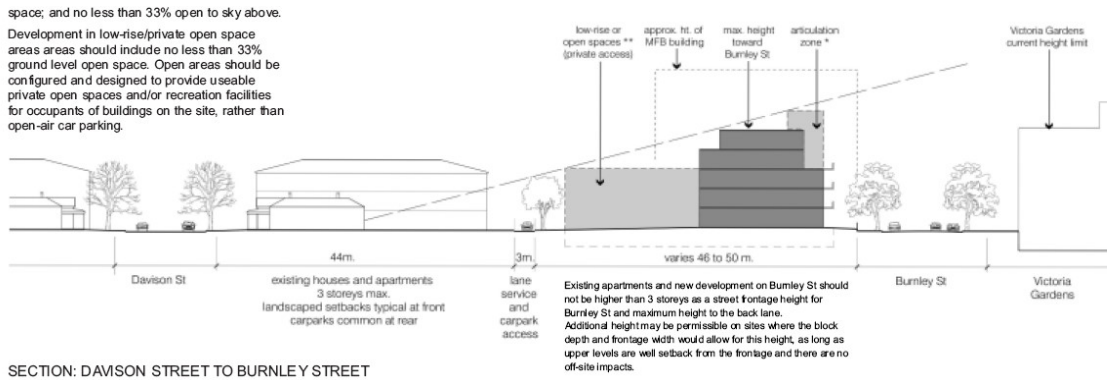 space; and no less than 33% open to sky above.
Development in low-rise/private open space
areas areas should include no less than 33%
ground level open space. Open areas should be
configured and designed to provide useable
private open spaces and/or recreation facilities
for occupants of buildings on the site, rather than
open-air car parking.
low-rise or
open spaces **
(private access)
approx. ht. of
MFB building
max. height
toward
Burnley St
articulation
zone *
Victoria Gardens
current height limit
Davison St
44m.
existing houses and apartments
3 storeys max.
landscaped setbacks typical at front
carparks common at rear
3m.
lane
service
and
carpark
access
varies 46 to 50 m.
Existing apartments and new development on Burnley St should
not be higher than 3 storeys as a street frontage height for
Burnley St and maximum height to the back lane.
Additional height may be permissible on sites where the block
depth and frontage width would allow for this height, as long as
upper levels are well setback from the frontage and there are no
off-site impacts.
Burnley St
Victoria
Gardens
SECTION: DAVISON STREET TO BURNLEY STREET